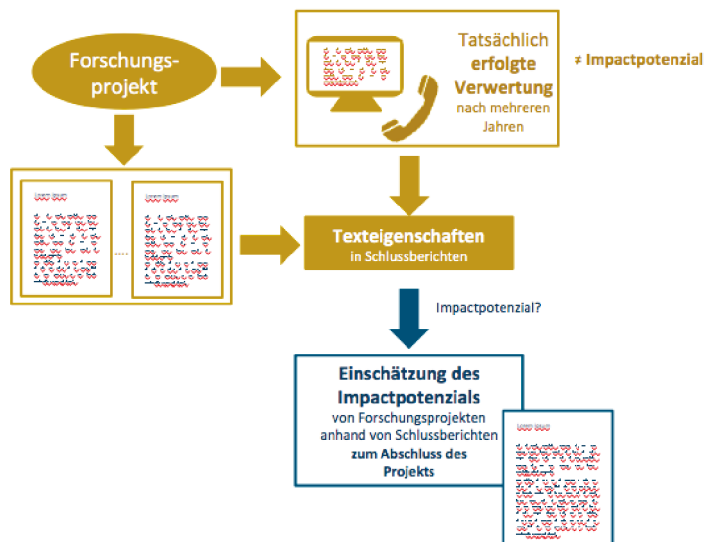 Forschungs-
projekt
Tatsächlich
erfolgte
Verwertung
nach mehreren
Jahren
≠ Impactpotenzial
....
Texteigenschaften
in Schlussberichten
Impactpotenzial?
Einschätzung des
Impactpotenzials
von Forschungsprojekten
anhand von Schlussberichten
zum Abschluss des
Projekts